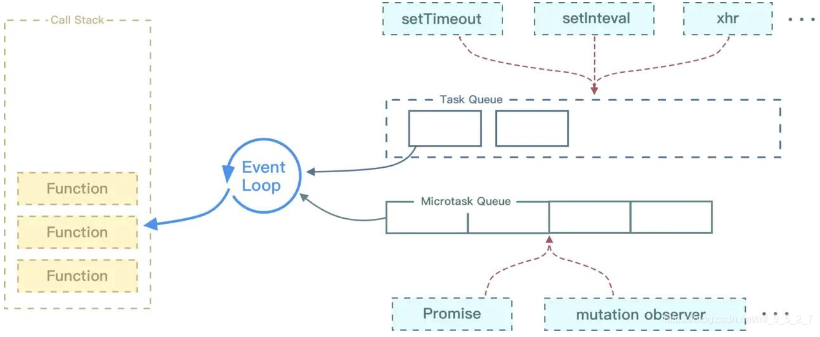 Call Stack
setTimeout
setInteval
xhr
Task Queue
Event
Loop
Function
Microtask Queue
Function
Function
Promise
mutation observer